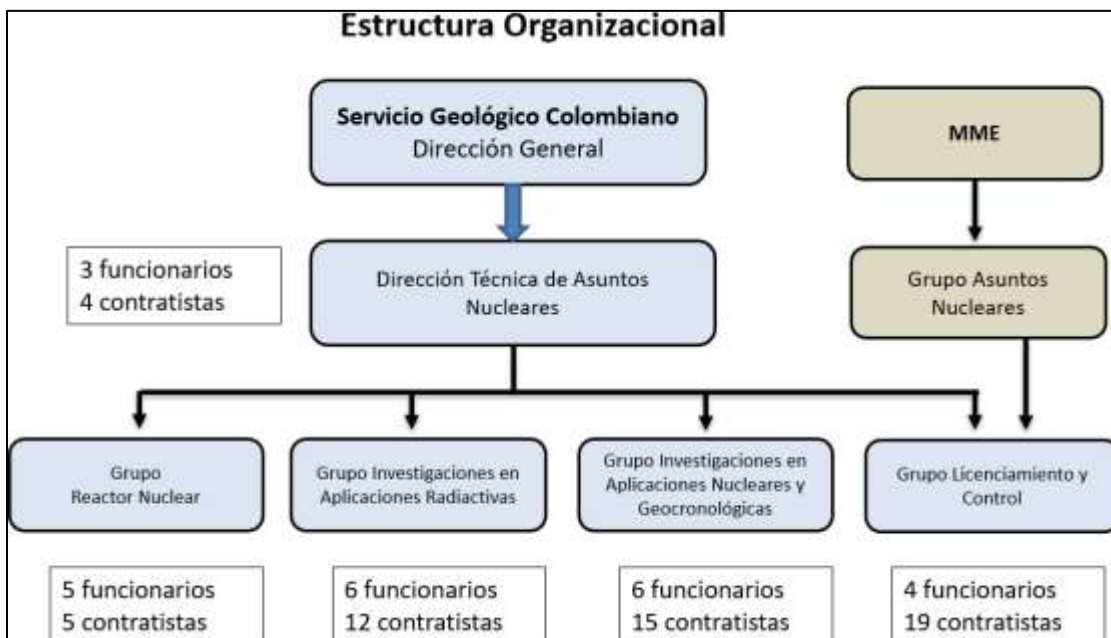 Estructura Organizacional
Servicio Geológico Colombiano
Dirección General
MME
3 funcionarios
4 contratistas
Dirección Técnica de Asuntos
Nucleares
Grupo Asuntos
Nucleares
Grupo
Reactor Nuclear
Grupo Investigaciones en
Aplicaciones Radiactivas
Grupo Investigaciones en
Aplicaciones Nucleares y
Geocronológicas
Grupo Licenciamiento y
Control
5 funcionarios
5 contratistas
6 funcionarios
12 contratistas
6 funcionarios
15 contratistas
4 funcionarios
19 contratistas